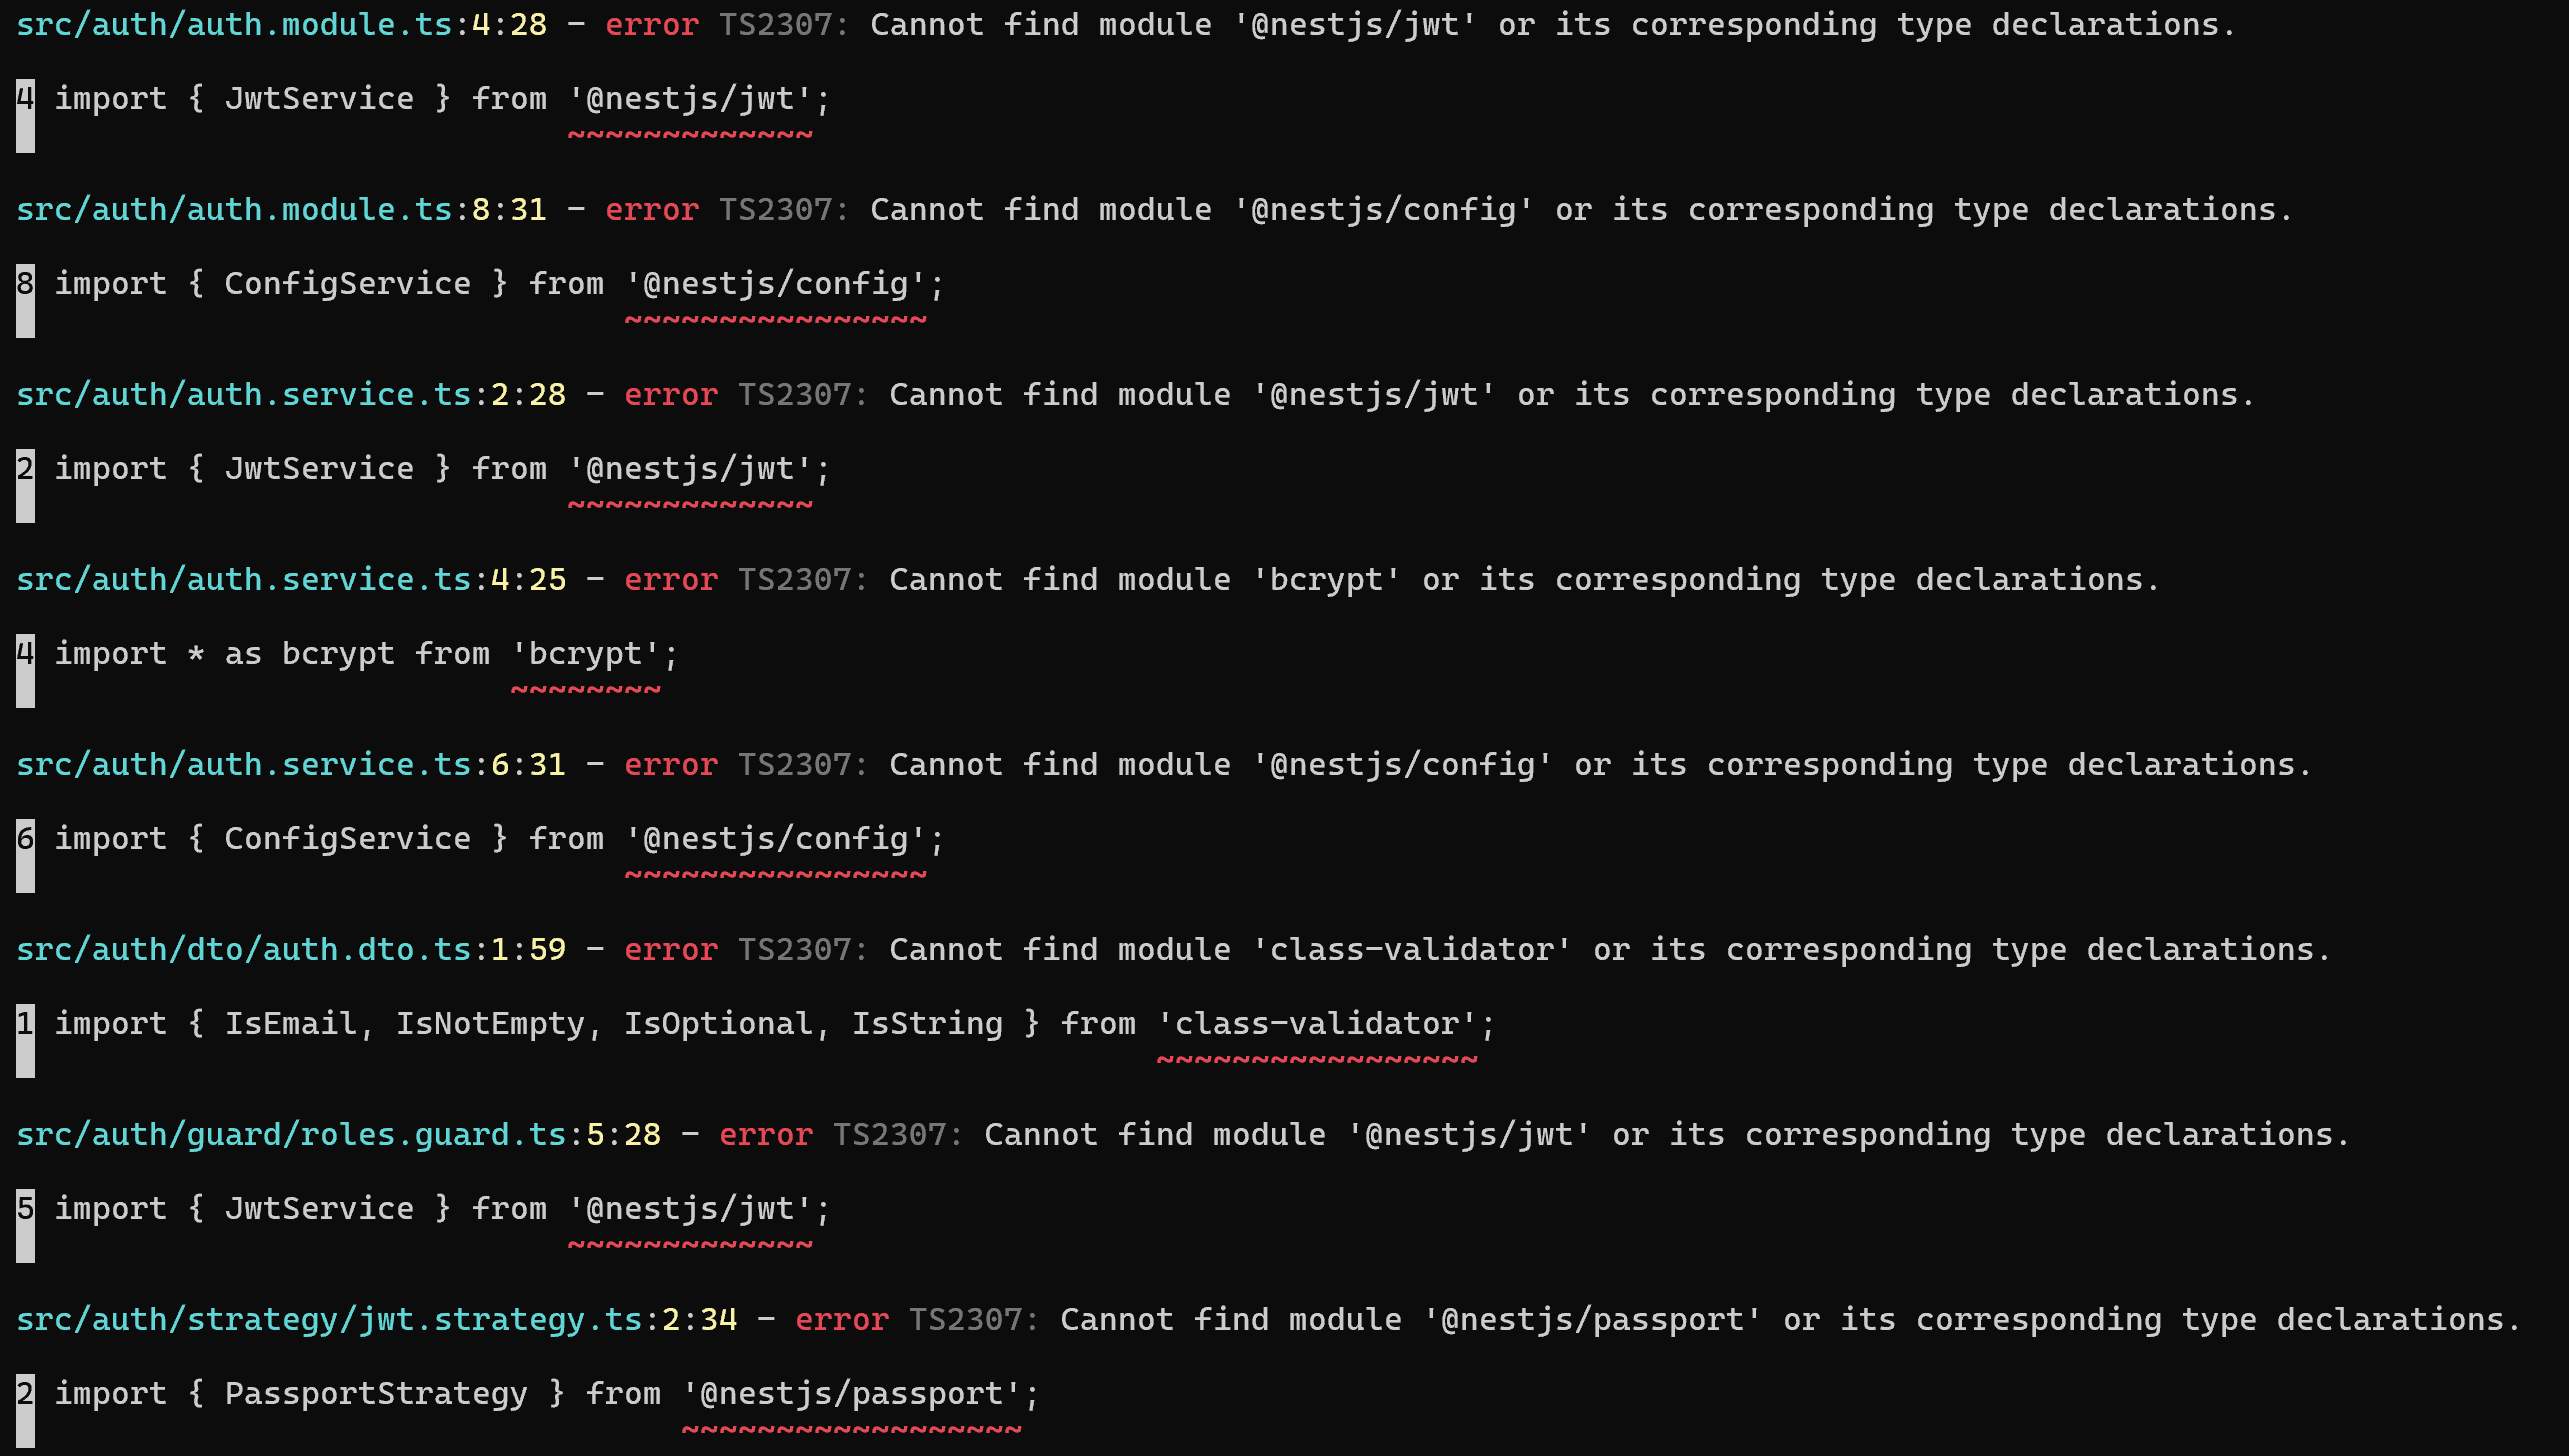 src/auth/auth.module.ts:4:28 - error TS2307: Cannot find module '@nestjs/jwt' or its corresponding type declarations.
4 import { JwtService } from '@nestjs/jwt';
~~~~~~~~~~~~~
src/auth/auth.module.ts:8:31 - error TS2307: Cannot find module '@nestjs/config' or its corresponding type declarations.
8 import { ConfigService } from '@nestjs/config';
~~~~~~~~~~~~~~~~
src/auth/auth.service.ts:2:28 - error TS2307: Cannot find module '@nestjs/jwt' or its corresponding type declarations.
2 import { JwtService } from '@nestjs/jwt';
~~~~~~~~~~~~~
src/auth/auth.service.ts:4:25 - error TS2307: Cannot find module 'bcrypt' or its corresponding type declarations.
4 import * as bcrypt from 'bcrypt';
~~~~~~~~
src/auth/auth.service.ts:6:31 - error TS2307: Cannot find module '@nestjs/config' or its corresponding type declarations.
6 import { ConfigService } from '@nestjs/config';
~~~~~~~~~~~~~~~~
src/auth/dto/auth.dto.ts:1:59 - error TS2307: Cannot find module 'class-validator' or its corresponding type declarations.
1 import { IsEmail, IsNotEmpty, IsOptional, IsString } from 'class-validator';
~~~~~~~~~~~~~~~~~
src/auth/guard/roles.guard.ts:5:28 - error TS2307: Cannot find module '@nestjs/jwt' or its corresponding type declarations.
5 import { JwtService } from '@nestjs/jwt';
~~~~~~~~~~~~~
src/auth/strategy/jwt.strategy.ts:2:34 - error TS2307: Cannot find module '@nestjs/passport' or its corresponding type declarations.
2 import { PassportStrategy } from '@nestjs/passport';
~~~~~~~~~~~~~~~~~~